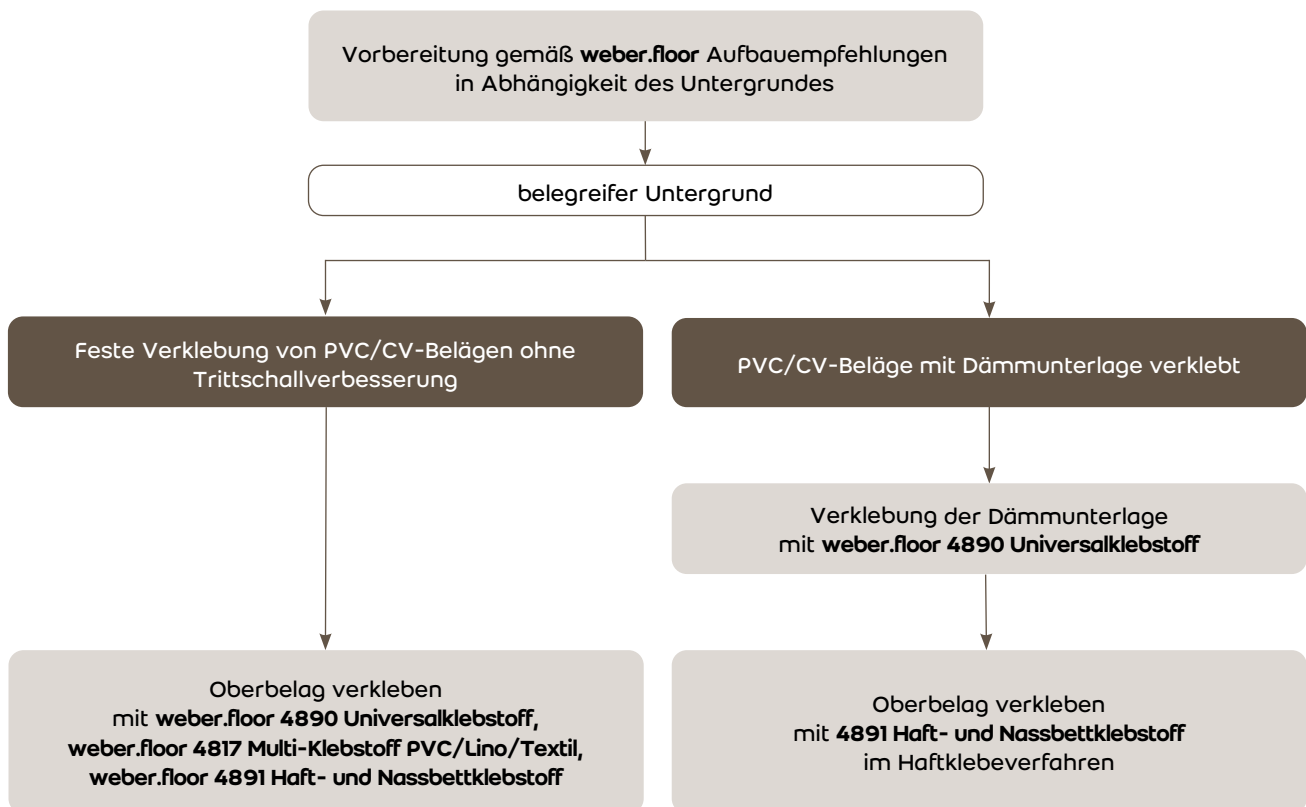 Vorbereitung gemäß weber.floor Aufbauempfehlungen
in Abhängigkeit des Untergrundes
belegreifer Untergrund
Feste Verklebung von PVC/CV-Belägen ohne
Trittschallverbesserung
PVC/CV-Beläge mit Dämmunterlage verklebt
Verklebung der Dämmunterlage
mit weber.floor 4890 Universalklebstoff
Oberbelag verkleben
mit weber.floor 4890 Universalklebstoff,
weber.floor 4817 Multi-Klebstoff PVC/Lino/Textil,
weber.floor 4891 Haft- und Nassbettklebstoff
Oberbelag verkleben
mit 4891 Haft- und Nassbettklebstoff
im Haftklebeverfahren